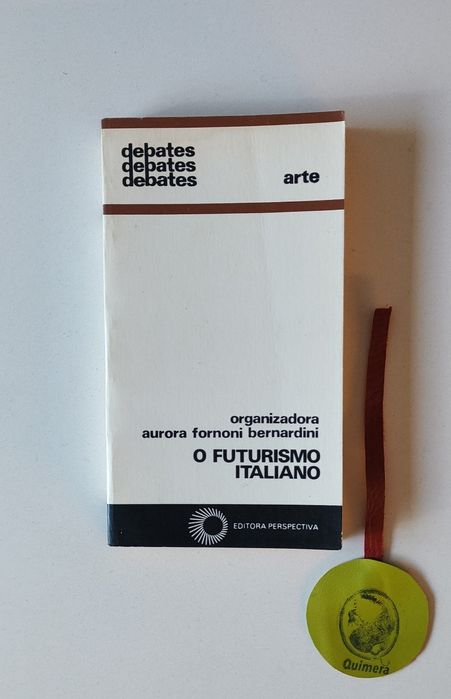 debates
debates
debates
arte
organizadora
aurora fornoni bernardini
O FUTURISMO
ITALIANO
EDITORA PERSPECTIVA
Quimera